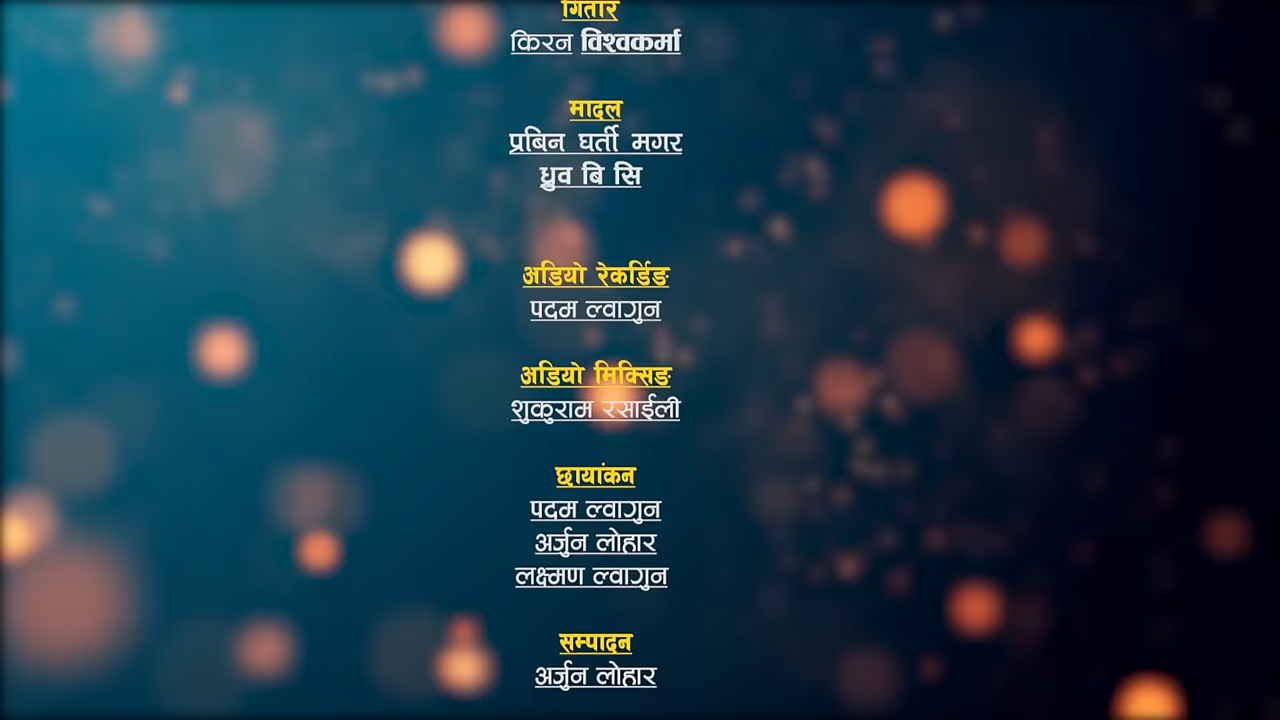 गितार
किरन विश्वकर्मा
मादल
प्रबिन घर्ती मगर
ध्रुव बि सि
अडियो रेकर्डिङ
पदम ल्वागुन
अडियो मिक्सिङ
शुकुराम रसाईली
छायांकन
पदम ल्वागुन
अर्जुन लोहार
लक्ष्मण ल्वागुन
सम्पादन
अर्जुन लोहार